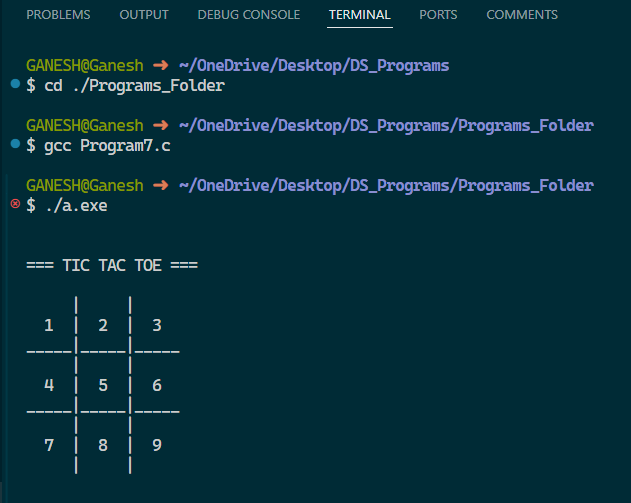 PROBLEMS OUTPUT DEBUG CONSOLE TERMINAL PORTS COMMENTS
GANESH@Ganesh ➜ ~/OneDrive/Desktop/DS_Programs
$ cd ./Programs_Folder
GANESH@Ganesh ➜ ~/OneDrive/Desktop/DS_Programs/Programs_Folder
$ gcc Program7.c
GANESH@Ganesh ➜ ~/OneDrive/Desktop/DS_Programs/Programs_Folder
$ ./a.exe
=== TIC TAC TOE ===
     |     |
  1  |  2  |  3
_____|_____|_____
     |     |
  4  |  5  |  6
_____|_____|_____
     |     |
  7  |  8  |  9
     |     |